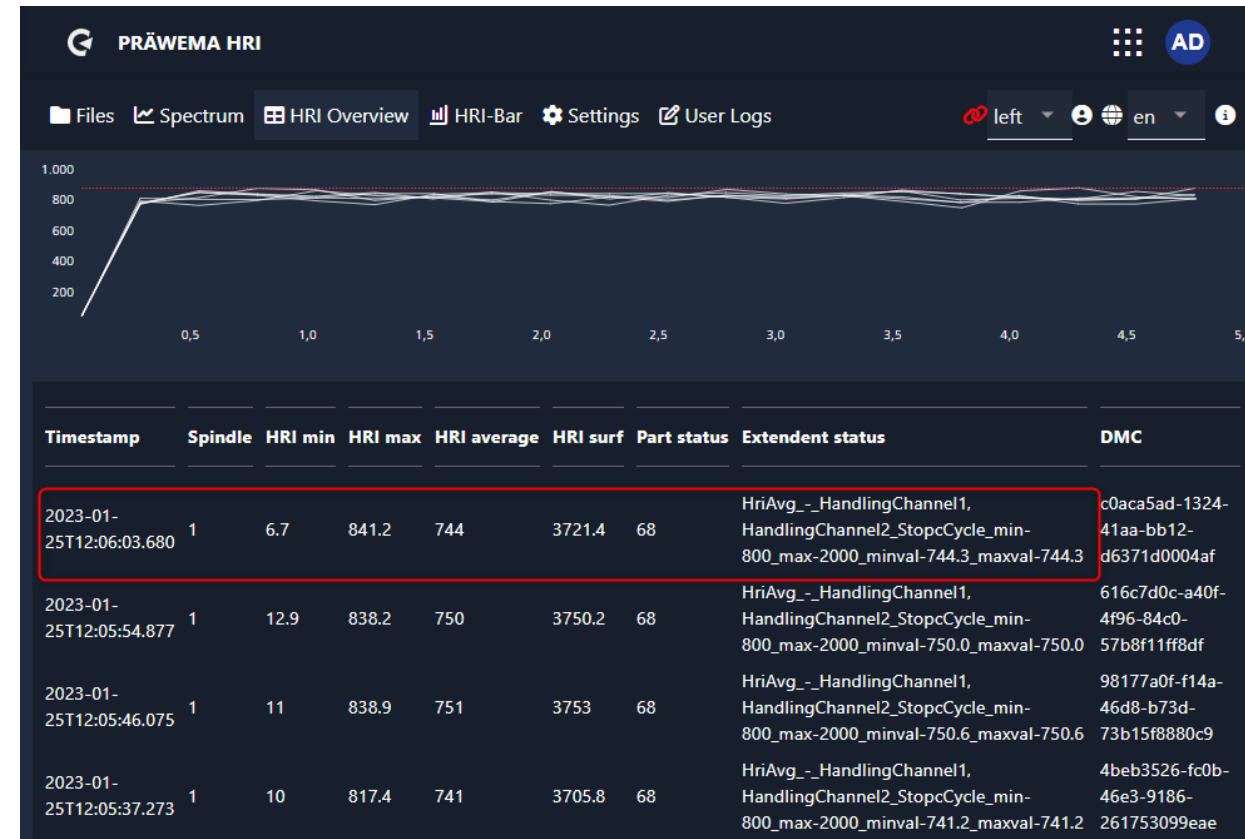 PRÄWEMA HRI
AD
Files Spectrum HRI Overview HRI-Bar Settings User Logs left en
1.000
800
600
400
200
0,5 1,0 1,5 2,0 2,5 3,0 3,5 4,0 4,5 5,
Timestamp Spindle HRI min HRI max HRI average HRI surf Part status Extendent status DMC
HriAvg_-_HandlingChannel1, c0aca5ad-1324-
2023-01-
25T12:06:03.680 1 6.7 841.2 744 3721.4 68 HandlingChannel2_StopcCycle_min- 41aa-bb12-
800_max-2000_minval-744.3_maxval-744.3 d6371d0004af
HriAvg_-_HandlingChannel1, 616c7d0c-a40f-
2023-01-
25T12:05:54.877 1 12.9 838.2 750 3750.2 68 HandlingChannel2_StopcCycle_min- 4f96-84c0-
800_max-2000_minval-750.0_maxval-750.0 57b8f11ff8df
HriAvg_-_HandlingChannel1, 98177a0f-f14a-
2023-01-
25T12:05:46.075 1 11 838.9 751 3753 68 HandlingChannel2_StopcCycle_min- 46d8-b73d-
800_max-2000_minval-750.6_maxval-750.6 73b15f8880c9
HriAvg_-_HandlingChannel1, 4beb3526-fc0b-
2023-01-
25T12:05:37.273 1 10 817.4 741 3705.8 68 HandlingChannel2_StopcCycle_min- 46e3-9186-
800_max-2000_minval-741.2_maxval-741.2 261753099eae